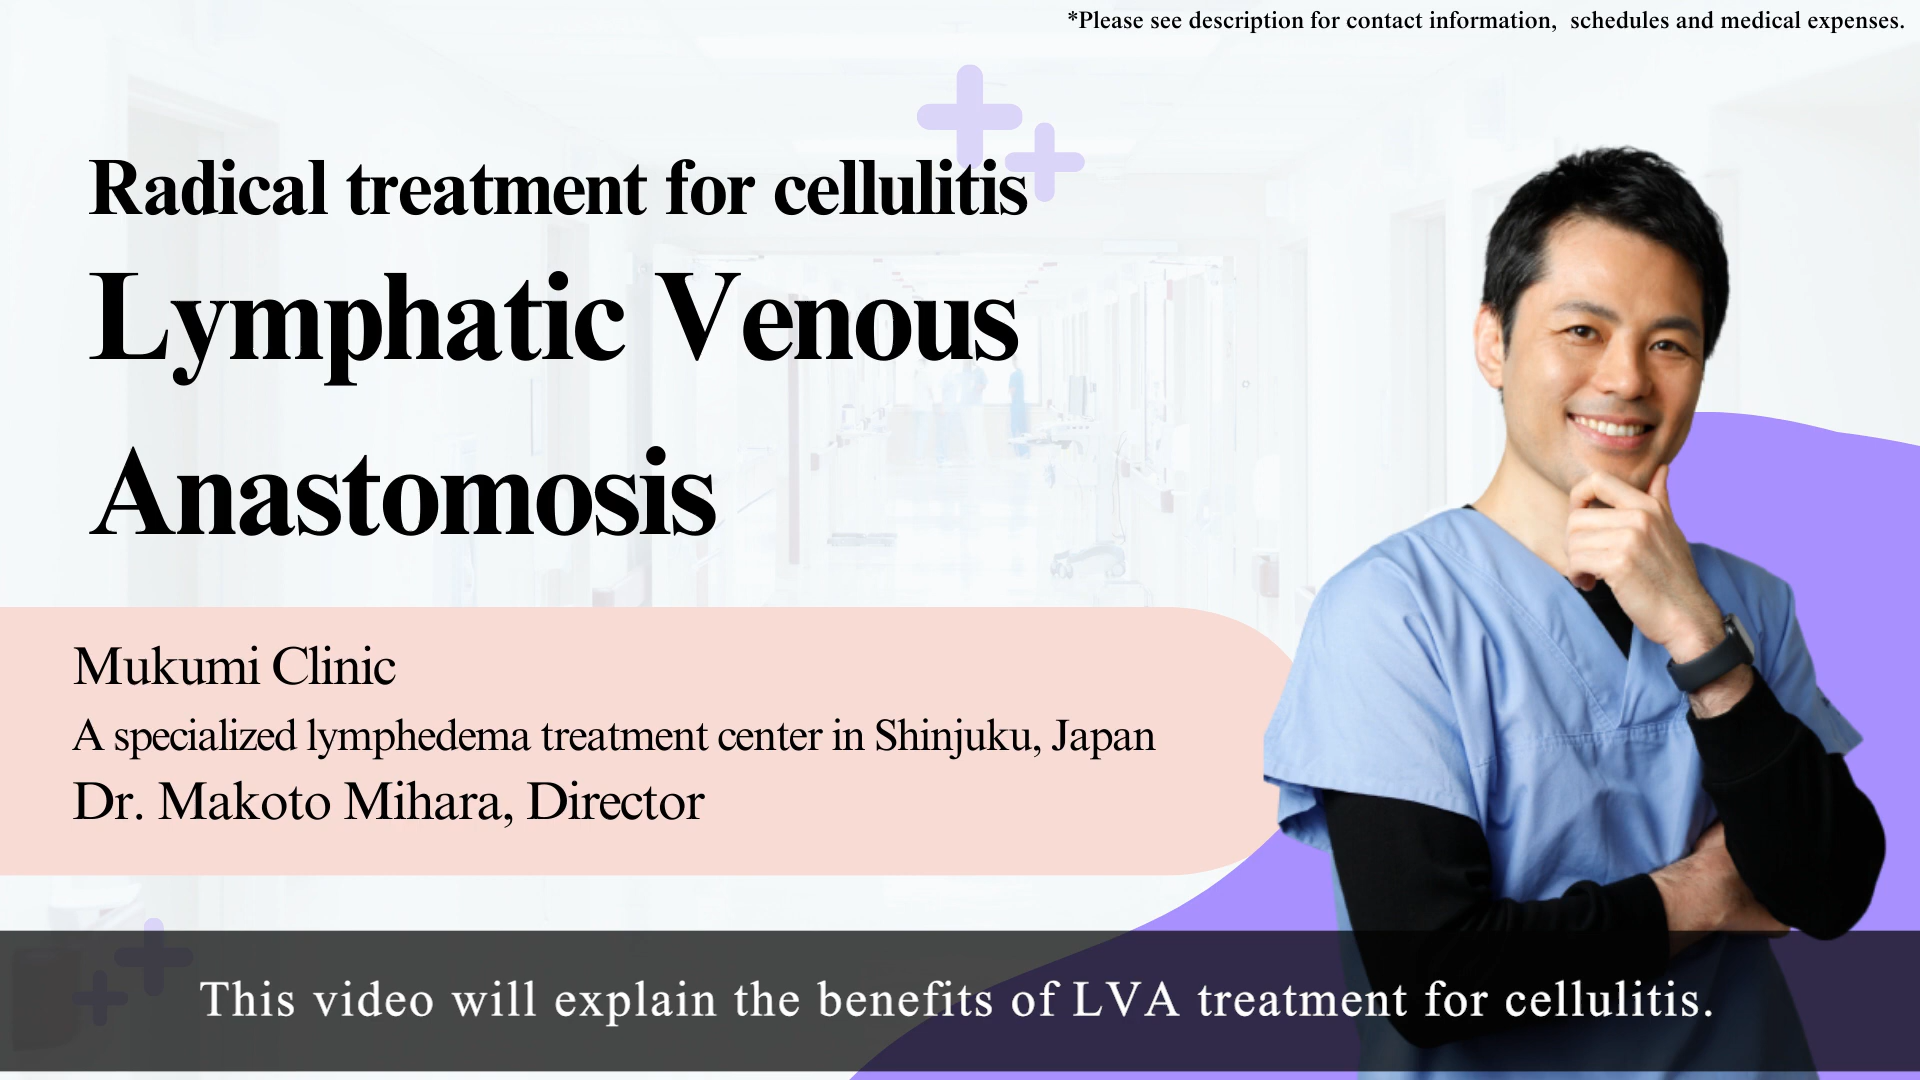 *Please see description for contact information,  schedules and medical expenses.
Radical treatment for cellulitis
Lymphatic Venous
Anastomosis
Mukumi Clinic
A specialized lymphedema treatment center in Shinjuku, Japan
Dr. Makoto Mihara, Director
This video will explain the benefits of LVA treatment for cellulitis.